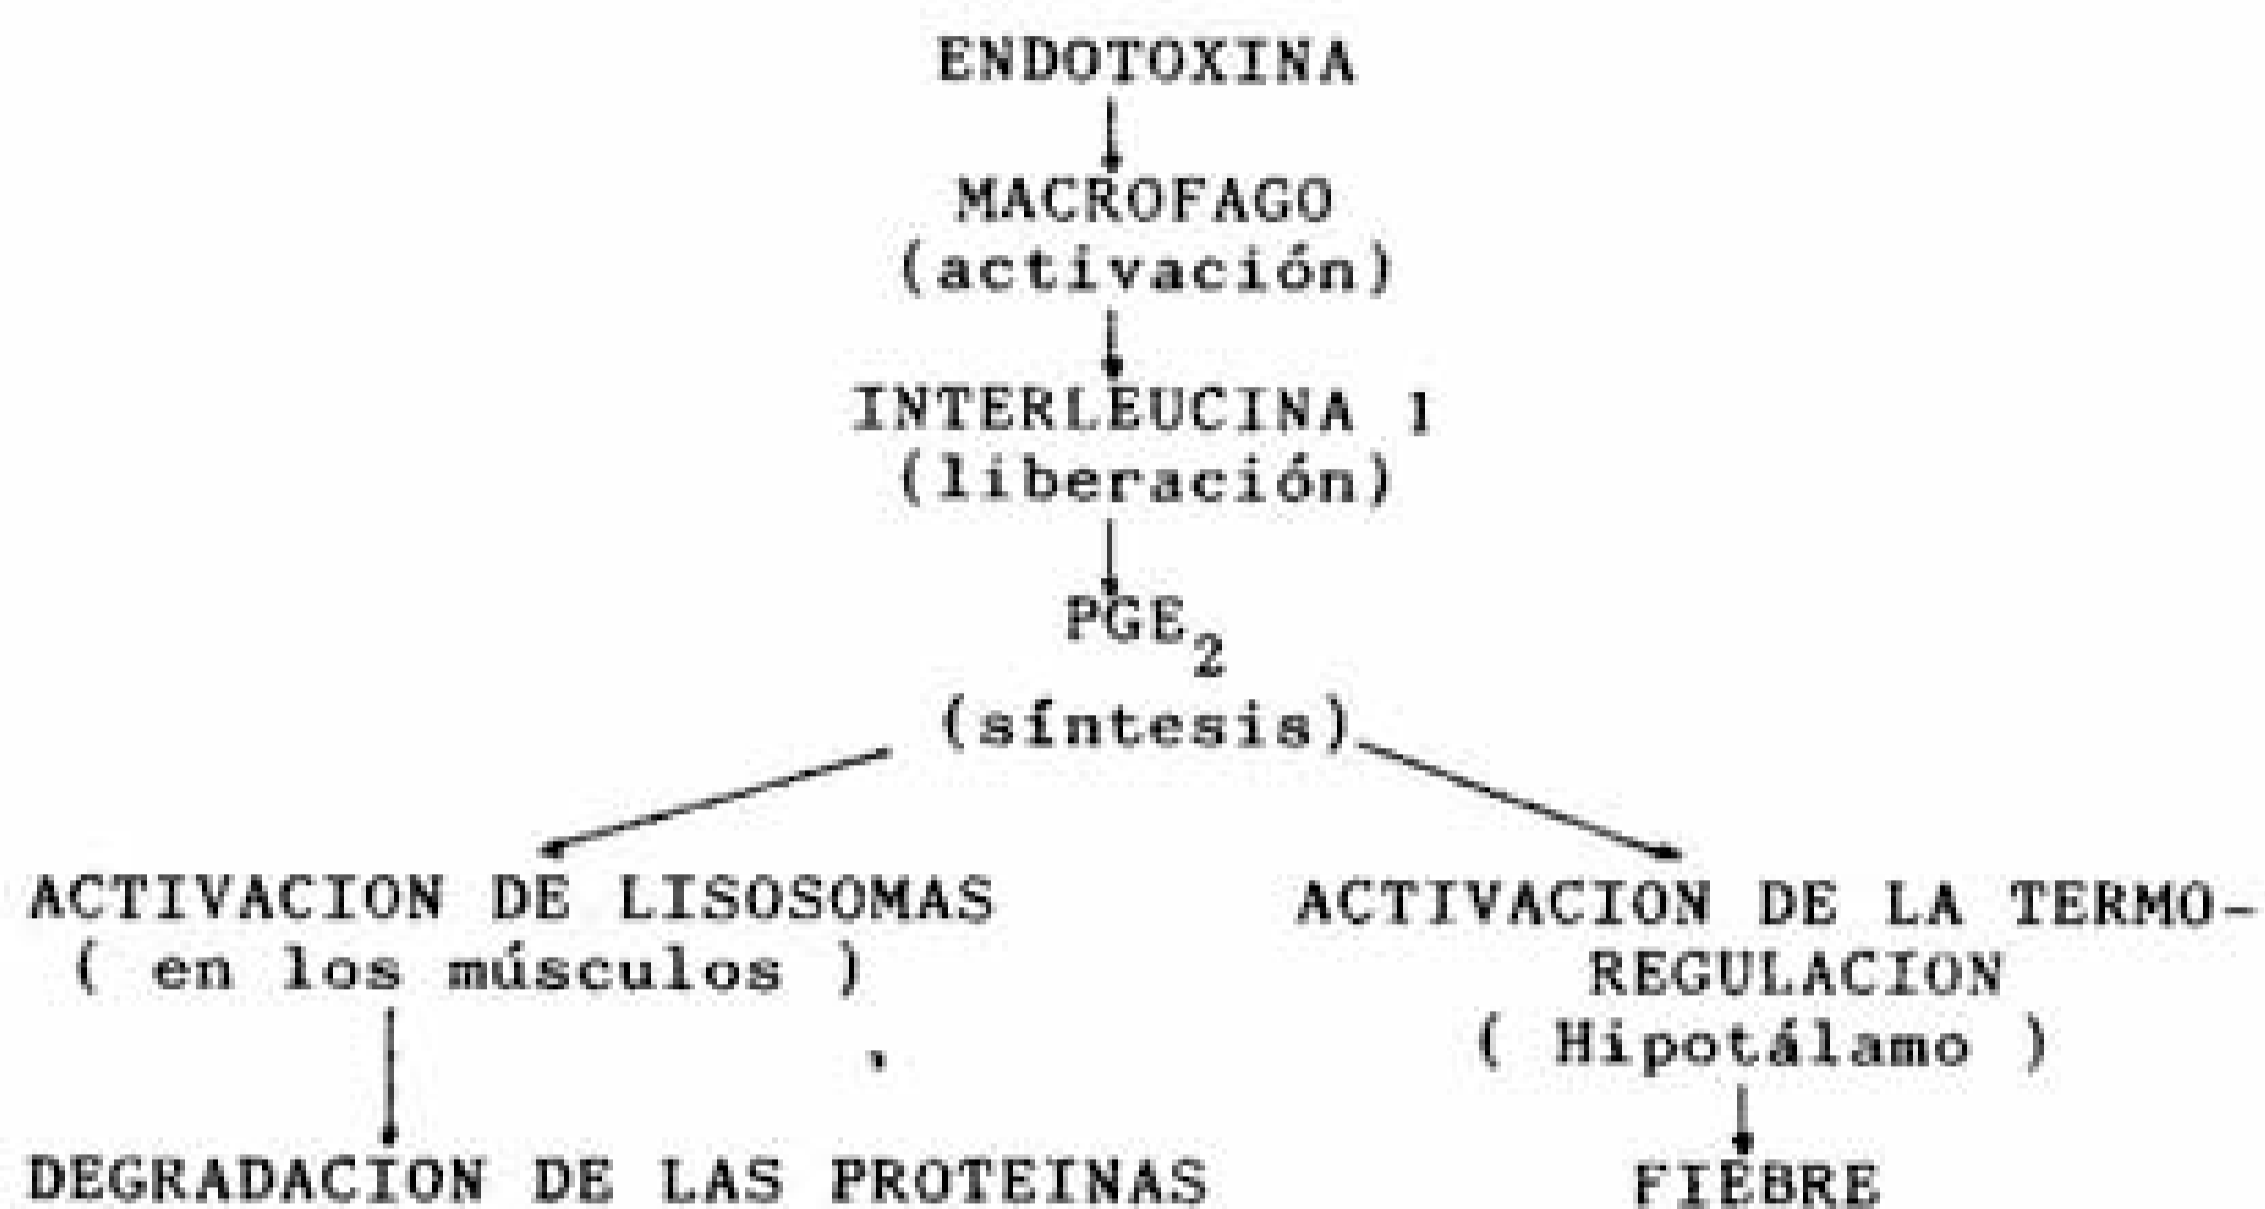 ENDOTOXINA
MACROFAGO
(activación)
INTERLEUCINA 1
(liberación)
PGE2
(síntesis)
ACTIVACION DE LISOSOMAS
( en los músculos )
DEGRADACION DE LAS PROTEINAS
ACTIVACION DE LA TERMO-
REGULACION
( Hipotálamo )
FIEBRE